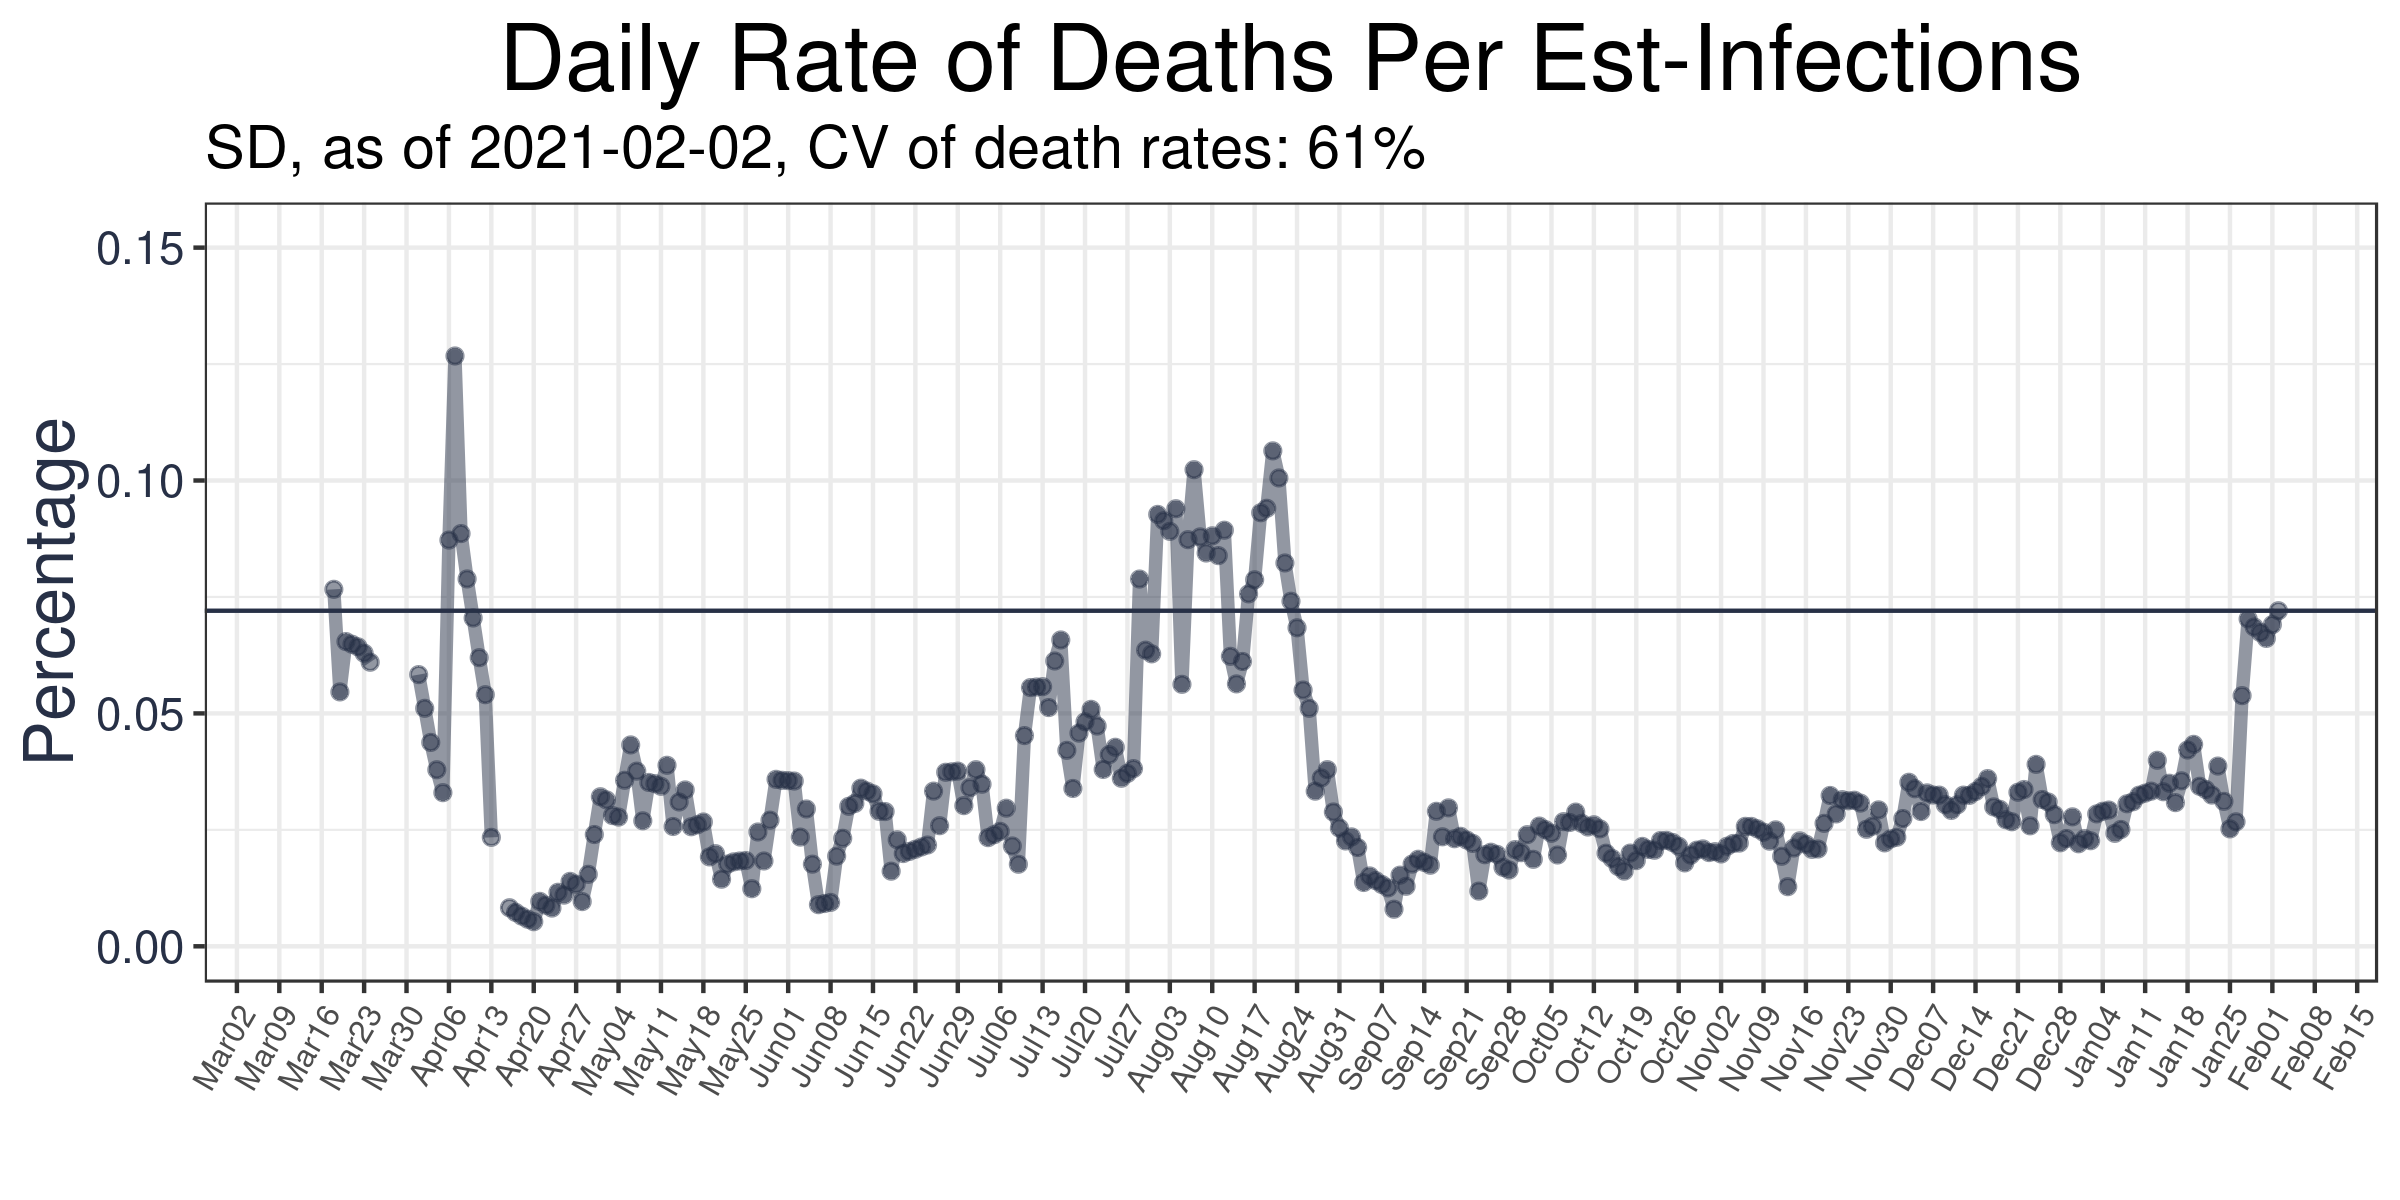 Daily Rate of Deaths Per Est-Infections
SD, as of 2021-02-02, CV of death rates: 61%
Percentage
0.15
0.10
0.05
0.00
Mar02
Mar09
Mar16
Mar23
Mar30
Apr06
Apr13
Apr20
Apr27
May04
May11
May18
May25
Jun01
Jun08
Jun15
Jun22
Jun29
Jul06
Jul13
Jul20
Jul27
Aug03
Aug10
Aug17
Aug24
Aug31
Sep07
Sep14
Sep21
Sep28
Oct05
Oct12
Oct19
Oct26
Nov02
Nov09
Nov16
Nov23
Nov30
Dec07
Dec14
Dec21
Dec28
Jan04
Jan11
Jan18
Jan25
Feb01
Feb08
Feb15